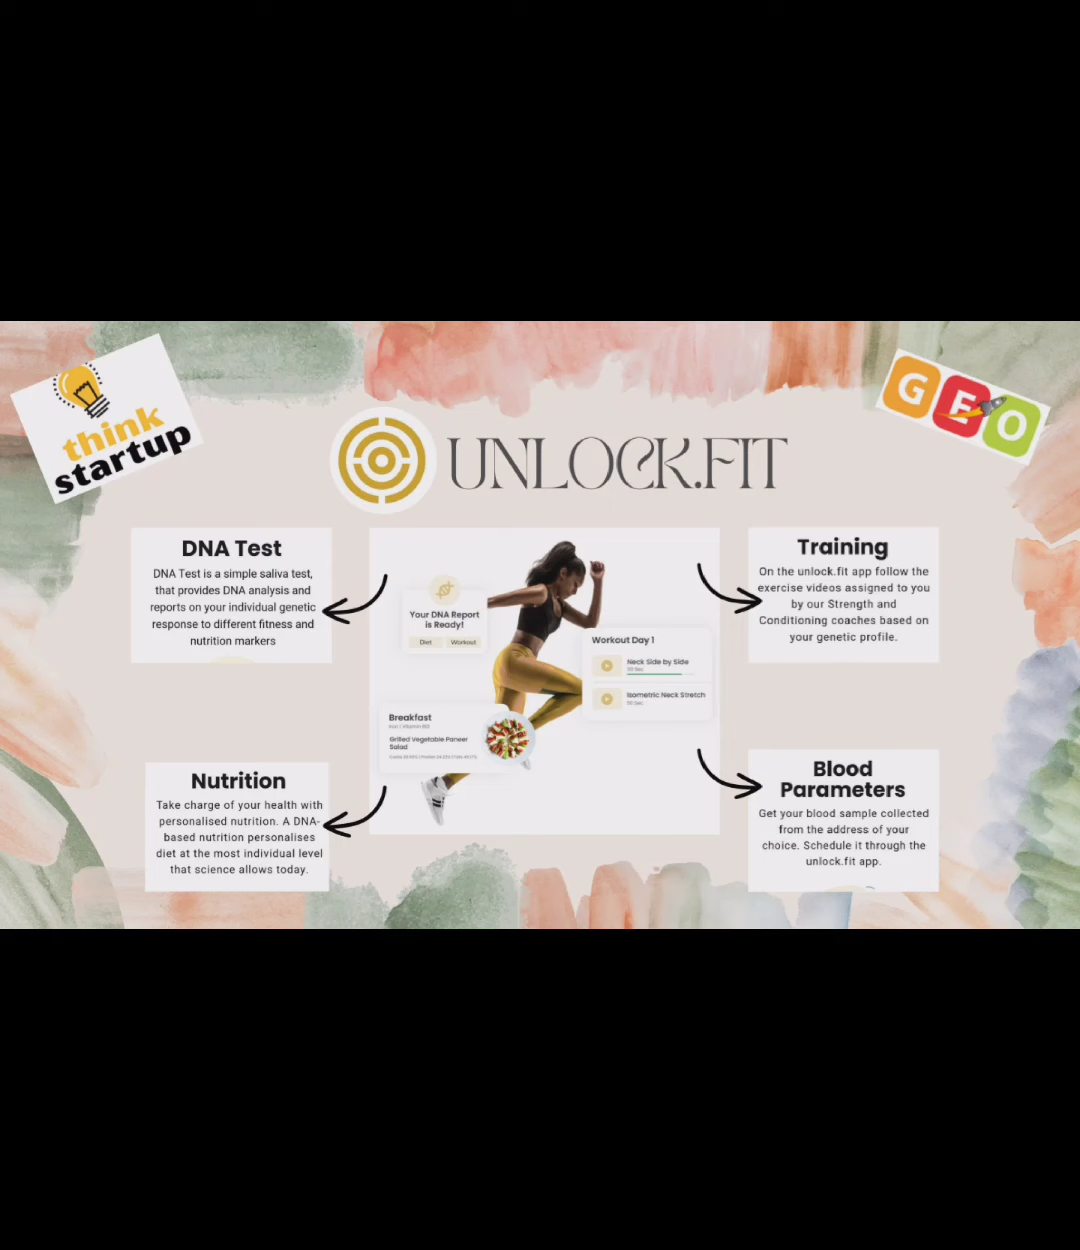 think
startup
GEO
UNLOCK.FIT
DNA Test
DNA Test is a simple saliva test,
that provides DNA analysis and
reports on your individual genetic
response to different fitness and
nutrition markers
Your DNA Report
is Ready!
Diet
Workout
Workout Day 1
Neck Side by Side
Isometric Neck Stretch
50 Sec
Training
On the unlock.fit app follow the
exercise videos assigned to you
by our Strength and
Conditioning coaches based on
your genetic profile.
Breakfast
Grilled Vegetable Paneer
Salad
Nutrition
Take charge of your health with
personalised nutrition. A DNA-
based nutrition personalises
diet at the most individual level
that science allows today.
Blood
Parameters
Get your blood sample collected
from the address of your
choice. Schedule it through the
unlock.fit app.